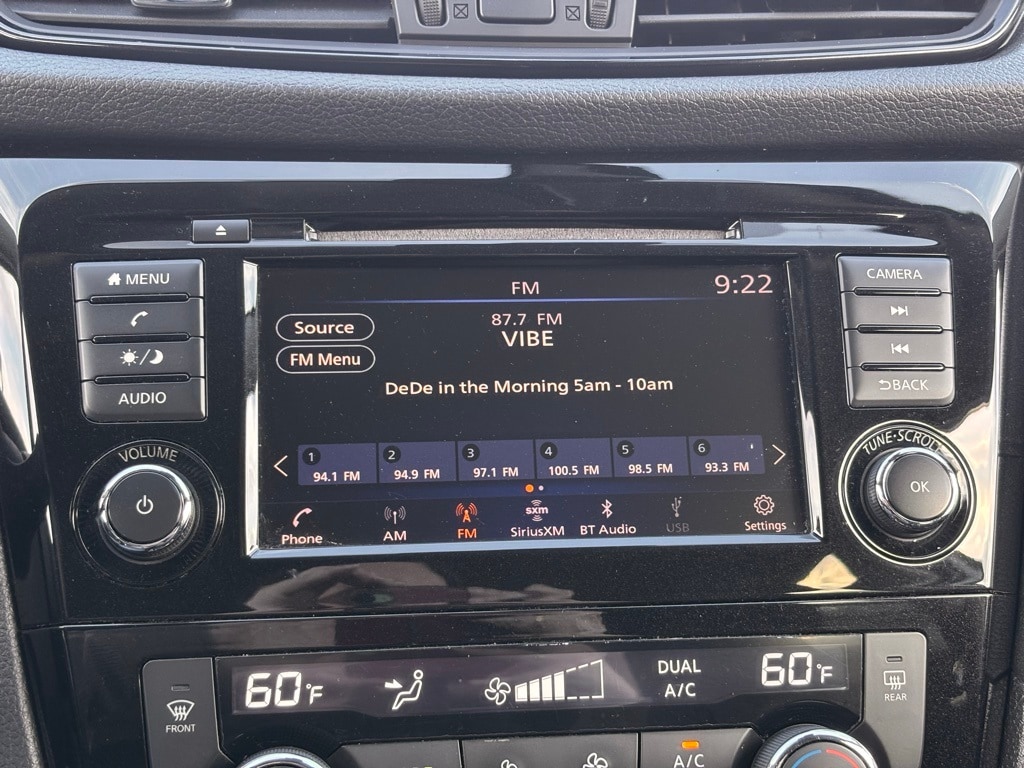 MENU
AUDIO
VOLUME
FM
9:22
Source
FM Menu
87.7 FM
VIBE
DeDe in the Morning 5am - 10am
1 2 3 4 5 6
94.1 FM 94.9 FM 97.1 FM 100.5 FM 98.5 FM 93.3 FM
sxm
Phone AM FM SiriusXM BT Audio USB Settings
CAMERA
BACK
TUNE·SCROLL
OK
FRONT
60°F
DUAL
A/C
60°F
REAR
A/C